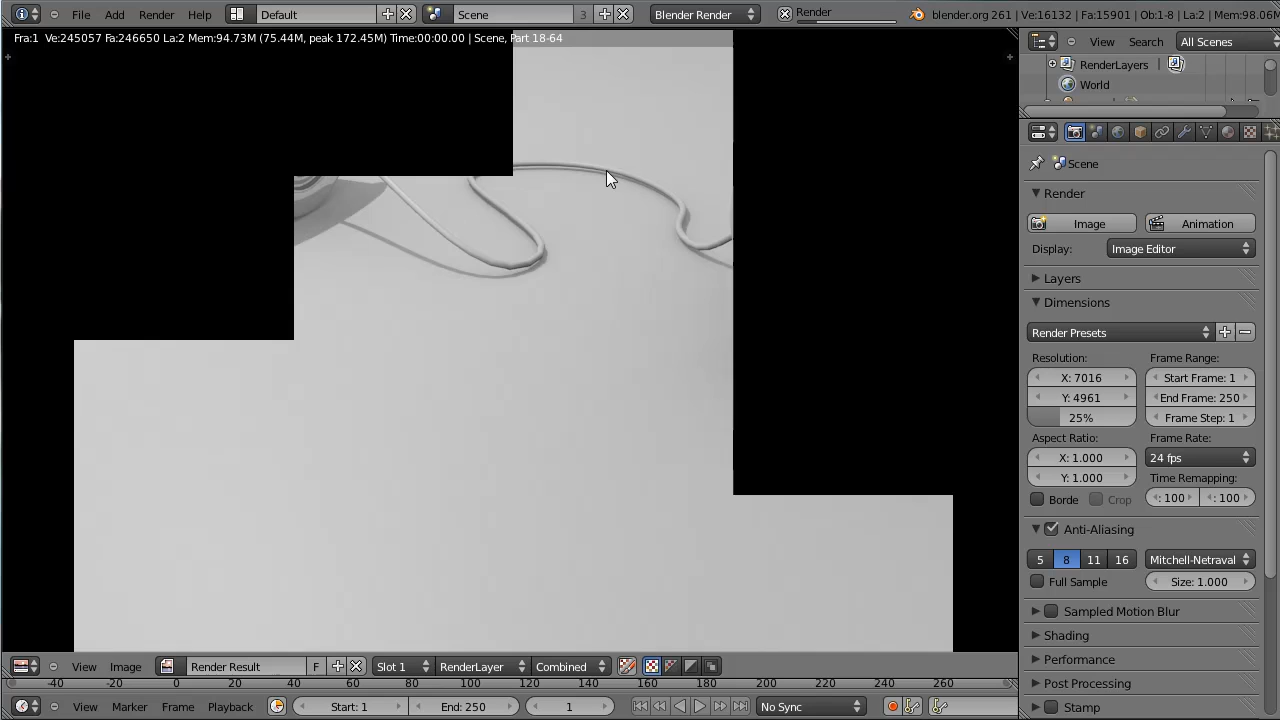 File Add Render Help Default Scene 3 Blender Render Render blender.org 261 | Ve:16132 | Fa:15901 | Ob:1-8 | La:2 | Mem:98.06M
Fra:1 Ve:245057 Fa:246650 La:2 Mem:94.73M (75.44M, peak 172.45M) Time:00:00.00 | Scene, Part 18-64
View Search All Scenes
RenderLayers
World
Scene
Render
Image Animation
Display: Image Editor
Layers
Dimensions
Render Presets
Resolution: Frame Range:
X: 7016 Start Frame: 1
Y: 4961 End Frame: 250
25% Frame Step: 1
Aspect Ratio: Frame Rate:
X: 1.000 24 fps
Y: 1.000 Time Remapping:
Borde Crop : 100 : 100
Anti-Aliasing
5 8 11 16 Mitchell-Netraval
Full Sample Size: 1.000
Sampled Motion Blur
Shading
Performance
Post Processing
Stamp
View Image Render Result F Slot 1 RenderLayer Combined
-40 -20 0 20 40 60 80 100 120 140 160 180 200 220 240 260
View Marker Frame Playback Start: 1 End: 250 1 No Sync